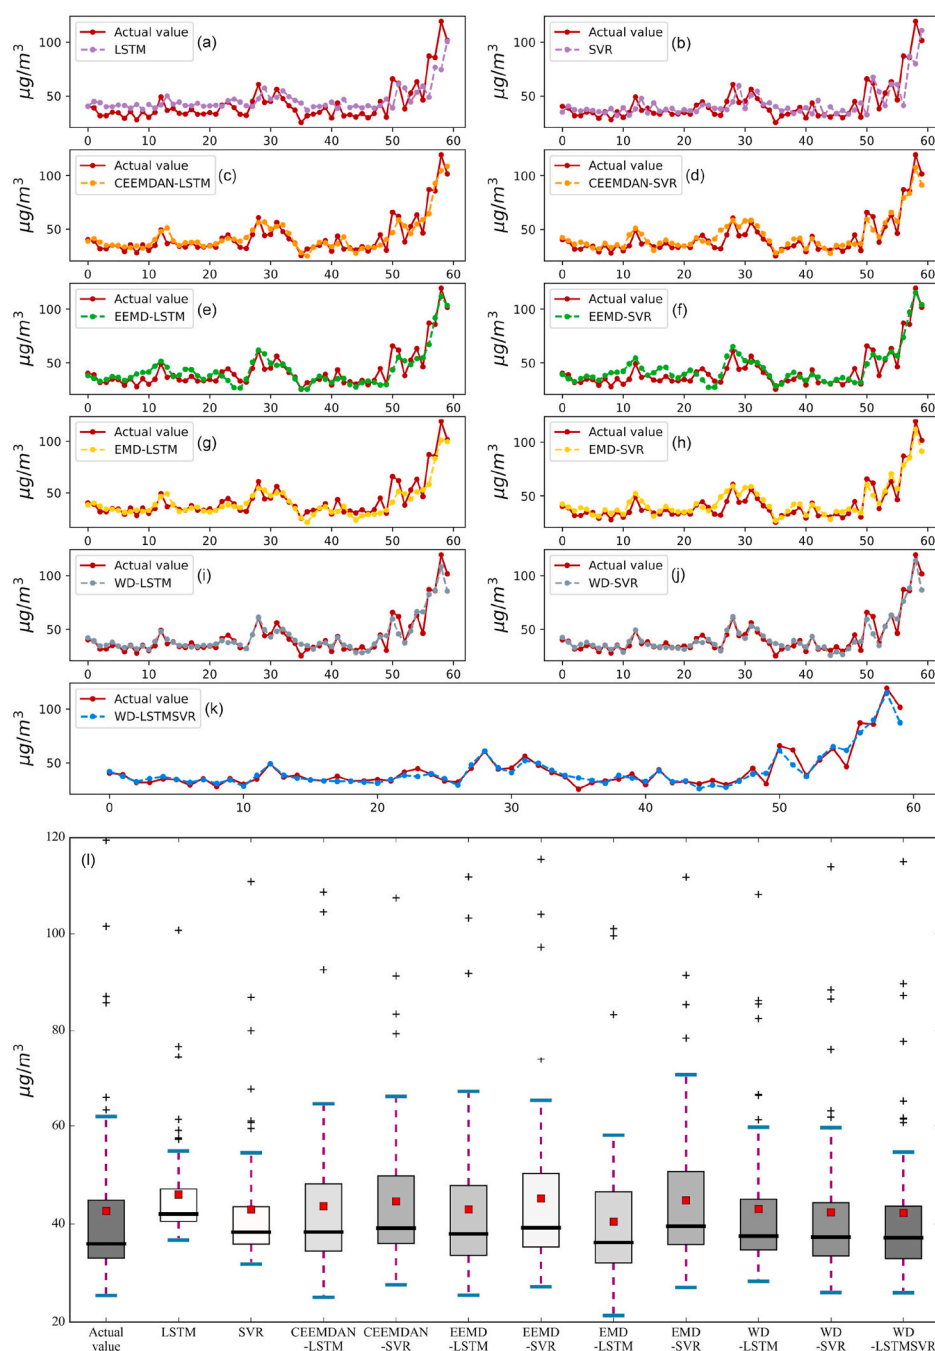 Actual value
LSTM
(a)
μg/m³
100
50
0 10 20 30 40 50 60
Actual value
SVR
(b)
μg/m³
100
50
0 10 20 30 40 50 60
Actual value
CEEMDAN-LSTM
(c)
μg/m³
100
50
0 10 20 30 40 50 60
Actual value
CEEMDAN-SVR
(d)
μg/m³
100
50
0 10 20 30 40 50 60
Actual value
EEMD-LSTM
(e)
μg/m³
100
50
0 10 20 30 40 50 60
Actual value
EEMD-SVR
(f)
μg/m³
100
50
0 10 20 30 40 50 60
Actual value
EMD-LSTM
(g)
μg/m³
100
50
0 10 20 30 40 50 60
Actual value
EMD-SVR
(h)
μg/m³
100
50
0 10 20 30 40 50 60
Actual value
WD-LSTM
(i)
μg/m³
100
50
0 10 20 30 40 50 60
Actual value
WD-SVR
(j)
μg/m³
100
50
0 10 20 30 40 50 60
Actual value
WD-LSTMSVR
(k)
μg/m³
100
50
0 10 20 30 40 50 60
(l)
μg/m³
120
100
80
60
40
20
Actual LSTM SVR CEEMDAN CEEMDAN EEMD EEMD EMD EMD WD WD WD
value -LSTM -SVR -LSTM -SVR -LSTM -SVR -LSTM -SVR -LSTMSVR